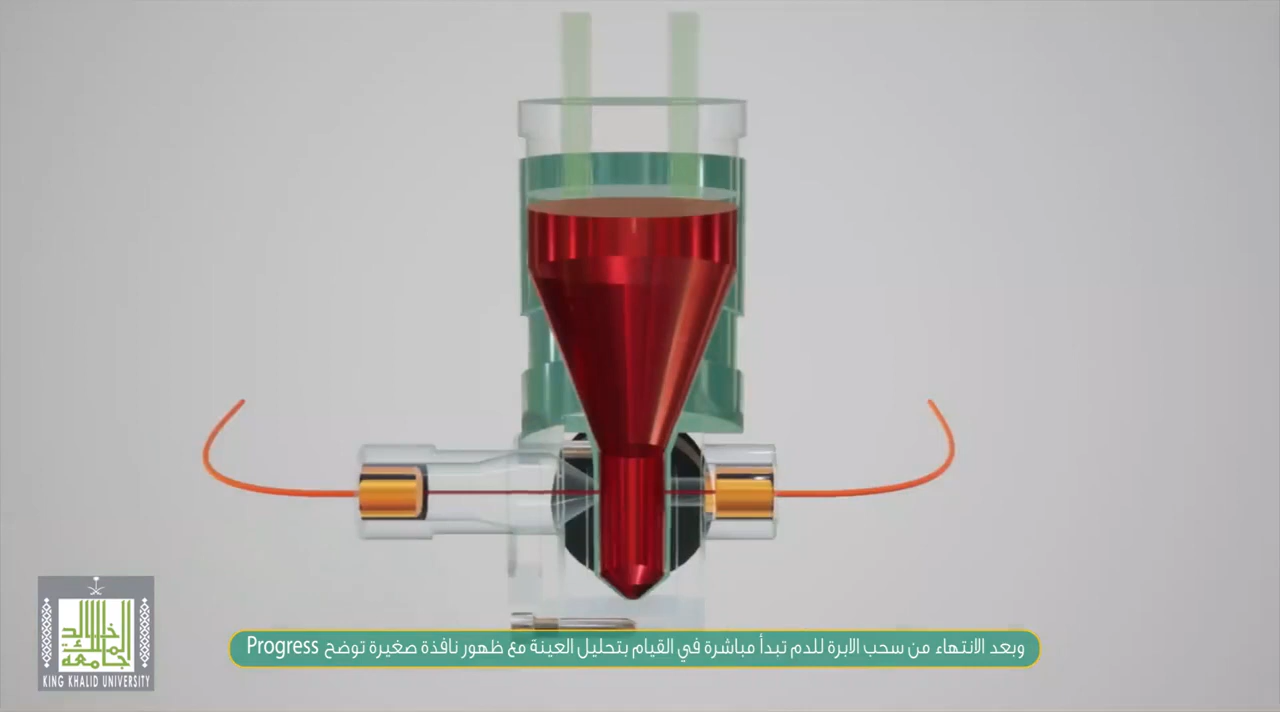 جامعة الملك خالد
KING KHALID UNIVERSITY
وبعد الانتهاء من سحب الابرة للدم تبدأ مباشرة في القيام بتحليل العينة مع ظهور نافذة صغيرة توضح Progress